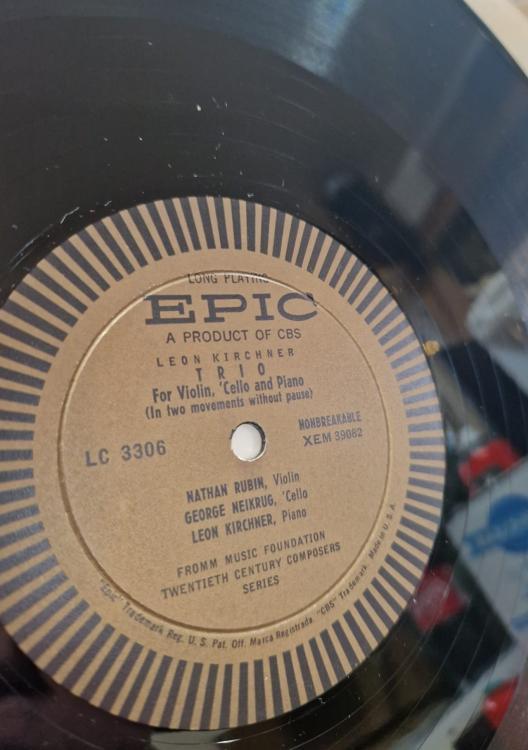 LONG PLAYING
EPIC
A PRODUCT OF CBS
LEON KIRCHNER
TRIO
For Violin, 'Cello and Piano
(In two movements without pause)
LC 3306
NONBREAKABLE
XEM 39082
NATHAN RUBIN, Violin
GEORGE NEIKRUG, 'Cello
LEON KIRCHNER, Piano
FROMM MUSIC FOUNDATION
TWENTIETH CENTURY COMPOSERS
SERIES
"Epic" Trademark Reg. U. S. Pat. Off. Marca Registrada. "CBS" Trademark. Made in U. S. A.